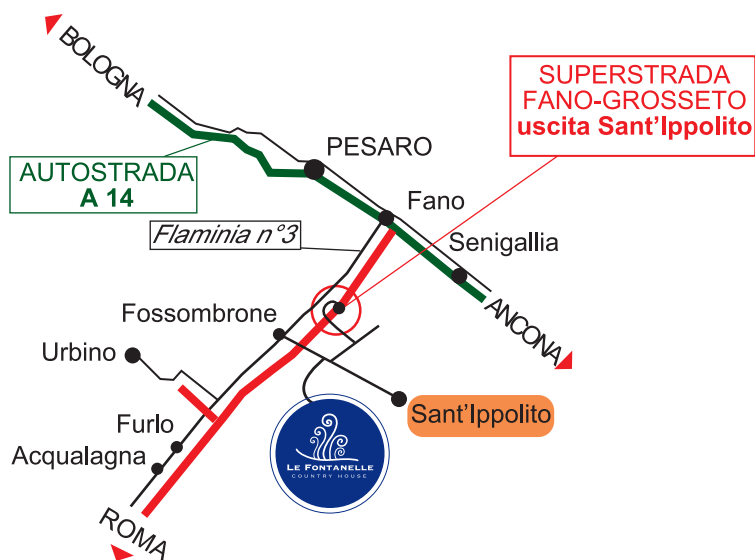 BOLOGNA
SUPERSTRADA
FANO-GROSSETO
uscita Sant'Ippolito
PESARO
AUTOSTRADA
A 14
Fano
Flaminia n°3
Senigallia
ANCONA
Fossombrone
Urbino
Sant'Ippolito
Furlo
Acqualagna
LE FONTANELLE
COUNTRY HOUSE
ROMA